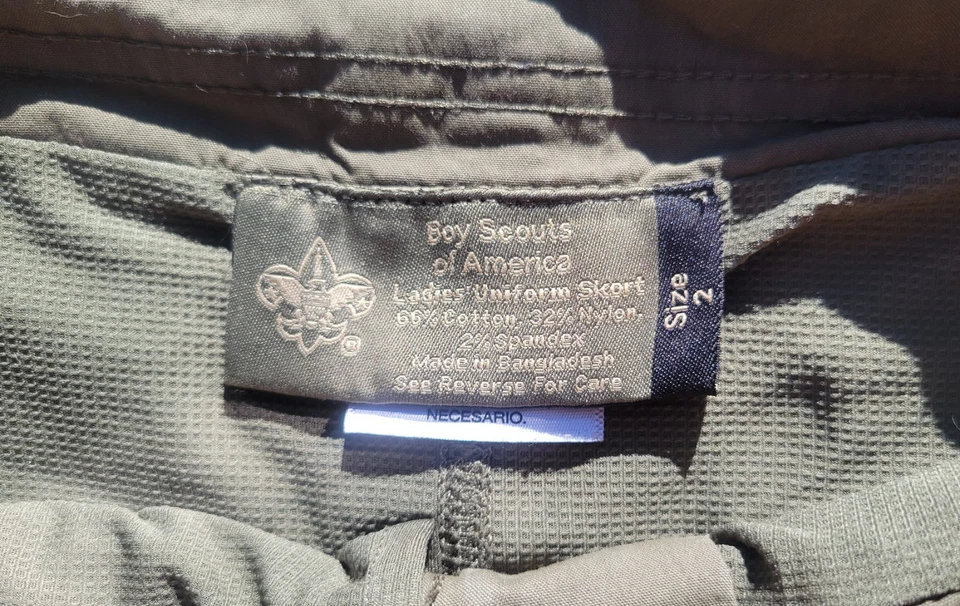 Boy Scouts
of America
Ladies Uniform Skort
66% Cotton, 32% Nylon,
2% Spandex
Made in Bangladesh
See Reverse For Care
Size
2
®
NECESARIO.